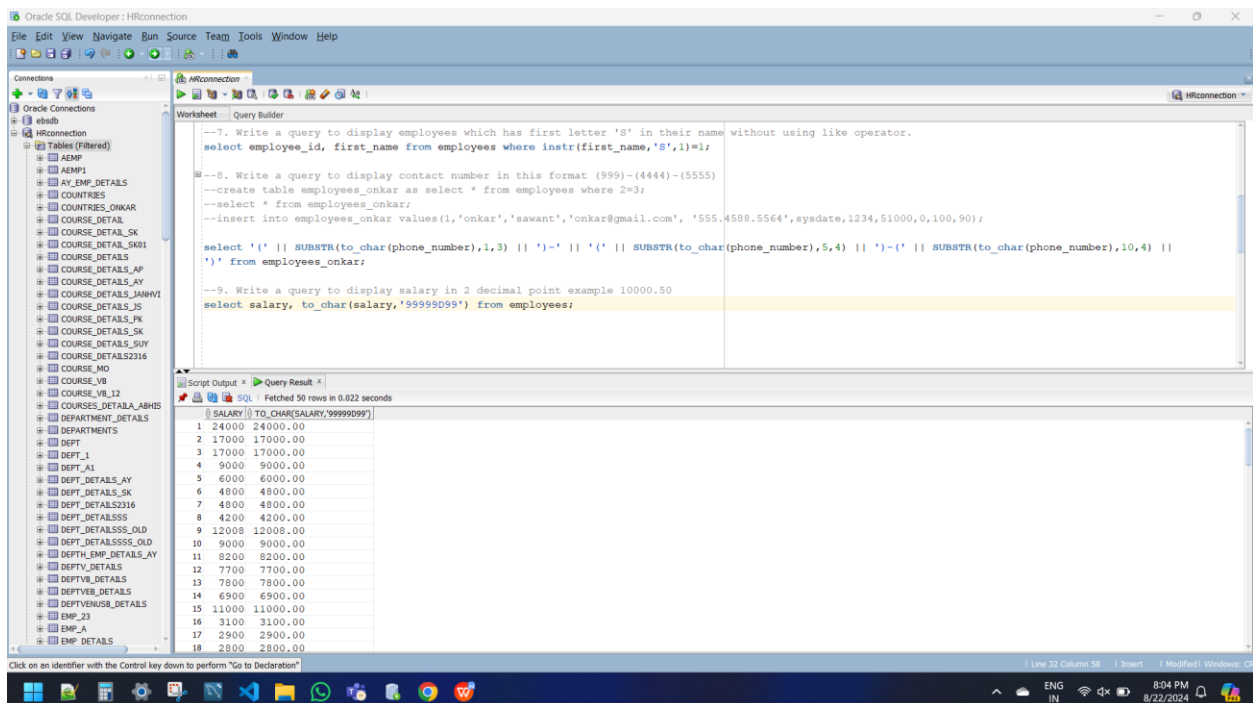 Oracle SQL Developer : HRconnection
File Edit View Navigate Run Source Team Tools Window Help
Connections
HRconnection
HRconnection
Worksheet Query Builder
Oracle Connections
ebsdb
HRconnection
Tables (Filtered)
AEMP
AEMP1
AY_EMP_DETAILS
COUNTRIES
COUNTRIES_ONKAR
COURSE_DETAIL
COURSE_DETAIL_SK
COURSE_DETAIL_SK01
COURSE_DETAILS
COURSE_DETAILS_AP
COURSE_DETAILS_AY
COURSE_DETAILS_JANHVI
COURSE_DETAILS_JS
COURSE_DETAILS_PK
COURSE_DETAILS_SK
COURSE_DETAILS_SUY
COURSE_DETAILS2316
COURSE_MO
COURSE_VB
COURSE_VB_12
COURSES_DETAILA_ABHIS
DEPARTMENT_DETAILS
DEPARTMENTS
DEPT
DEPT_1
DEPT_A1
DEPT_DETAILS_AY
DEPT_DETAILS_SK
DEPT_DETAILS2316
DEPT_DETAILSSS
DEPT_DETAILSSS_OLD
DEPT_DETAILSSSS_OLD
DEPTH_EMP_DETAILS_AY
DEPTV_DETAILS
DEPTVB_DETAILS
DEPTVEB_DETAILS
DEPTVENUSB_DETAILS
EMP_23
EMP_A
EMP_DETAILS
--7. Write a query to display employees which has first letter 'S' in their name without using like operator.
select employee_id, first_name from employees where instr(first_name,'S',1)=1;
--8. Write a query to display contact number in this format (999)-(4444)-(5555)
--create table employees_onkar as select * from employees where 2=3;
--select * from employees_onkar;
--insert into employees_onkar values(1,'onkar','sawant','onkar@gmail.com', '555.4588.5564',sysdate,1234,51000,0,100,90);
select '(' || SUBSTR(to_char(phone_number),1,3) || ')-' || '(' || SUBSTR(to_char(phone_number),5,4) || ')-(' || SUBSTR(to_char(phone_number),10,4) ||
')' from employees_onkar;
--9. Write a query to display salary in 2 decimal point example 10000.50
select salary, to_char(salary,'99999D99') from employees;
Script Output Query Result
SQL | Fetched 50 rows in 0.022 seconds
SALARY TO_CHAR(SALARY,'99999D99')
1 24000 24000.00
2 17000 17000.00
3 17000 17000.00
4 9000 9000.00
5 6000 6000.00
6 4800 4800.00
7 4800 4800.00
8 4200 4200.00
9 12008 12008.00
10 9000 9000.00
11 8200 8200.00
12 7700 7700.00
13 7800 7800.00
14 6900 6900.00
15 11000 11000.00
16 3100 3100.00
17 2900 2900.00
18 2800 2800.00
Click on an identifier with the Control key down to perform "Go to Declaration"
| Line 32 Column 58 | Insert | Modified| Windows: CR
ENG
IN
8:04 PM
8/22/2024